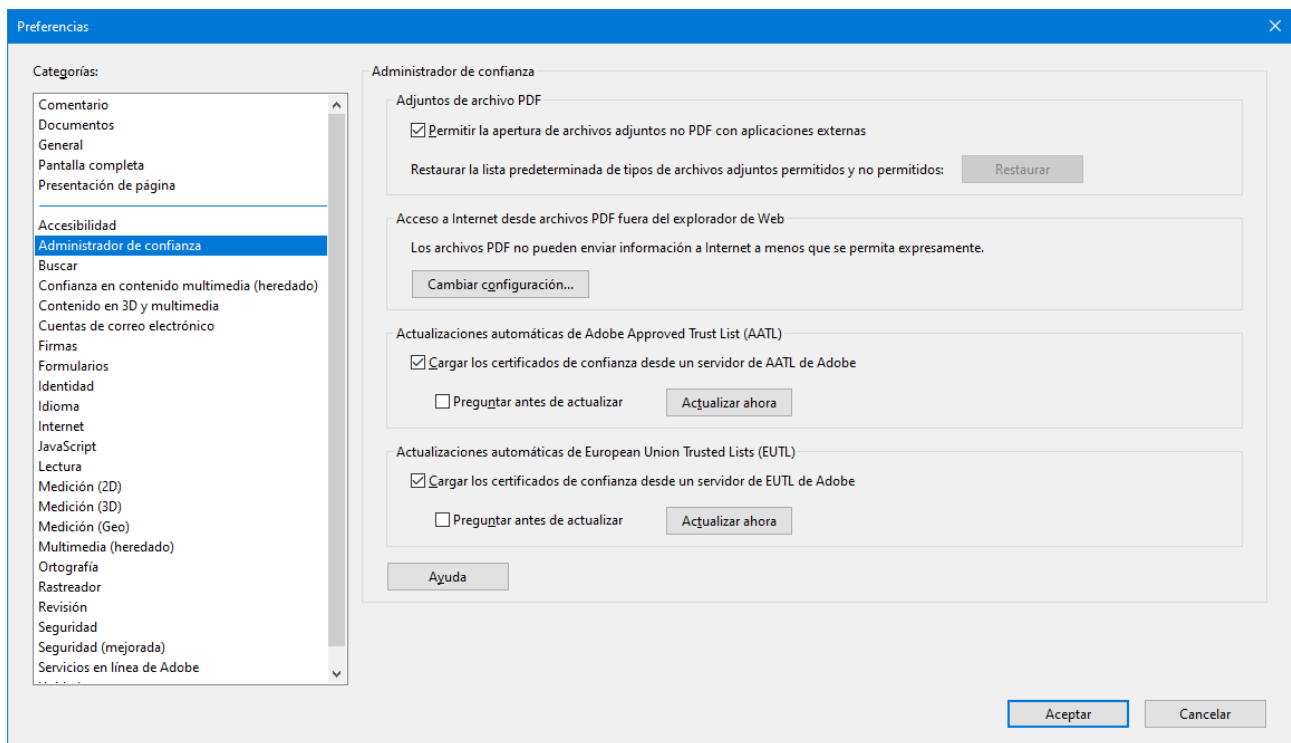 Preferencias
Categorías:
Comentario
Documentos
General
Pantalla completa
Presentación de página
Accesibilidad
Administrador de confianza
Buscar
Confianza en contenido multimedia (heredado)
Contenido en 3D y multimedia
Cuentas de correo electrónico
Firmas
Formularios
Identidad
Idioma
Internet
JavaScript
Lectura
Medición (2D)
Medición (3D)
Medición (Geo)
Multimedia (heredado)
Ortografía
Rastreador
Revisión
Seguridad
Seguridad (mejorada)
Servicios en línea de Adobe
Administrador de confianza
Adjuntos de archivo PDF
Permitir la apertura de archivos adjuntos no PDF con aplicaciones externas
Restaurar la lista predeterminada de tipos de archivos adjuntos permitidos y no permitidos:
Restaurar
Acceso a Internet desde archivos PDF fuera del explorador de Web
Los archivos PDF no pueden enviar información a Internet a menos que se permita expresamente.
Cambiar configuración...
Actualizaciones automáticas de Adobe Approved Trust List (AATL)
Cargar los certificados de confianza desde un servidor de AATL de Adobe
Preguntar antes de actualizar
Actualizar ahora
Actualizaciones automáticas de European Union Trusted Lists (EUTL)
Cargar los certificados de confianza desde un servidor de EUTL de Adobe
Preguntar antes de actualizar
Actualizar ahora
Ayuda
Aceptar
Cancelar